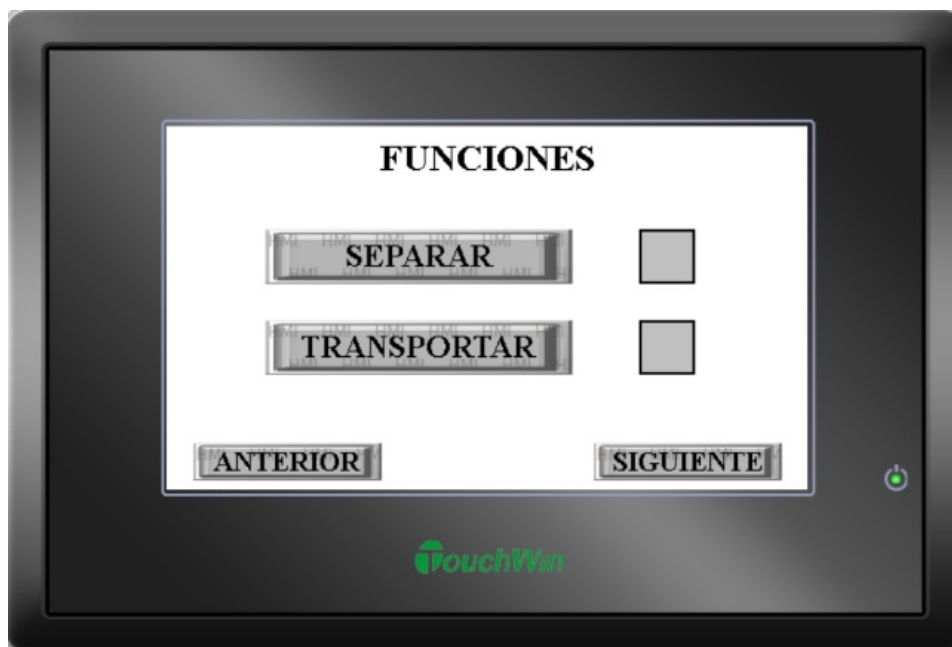 FUNCIONES
SEPARAR
TRANSPORTAR
ANTERIOR
SIGUIENTE
TouchWin